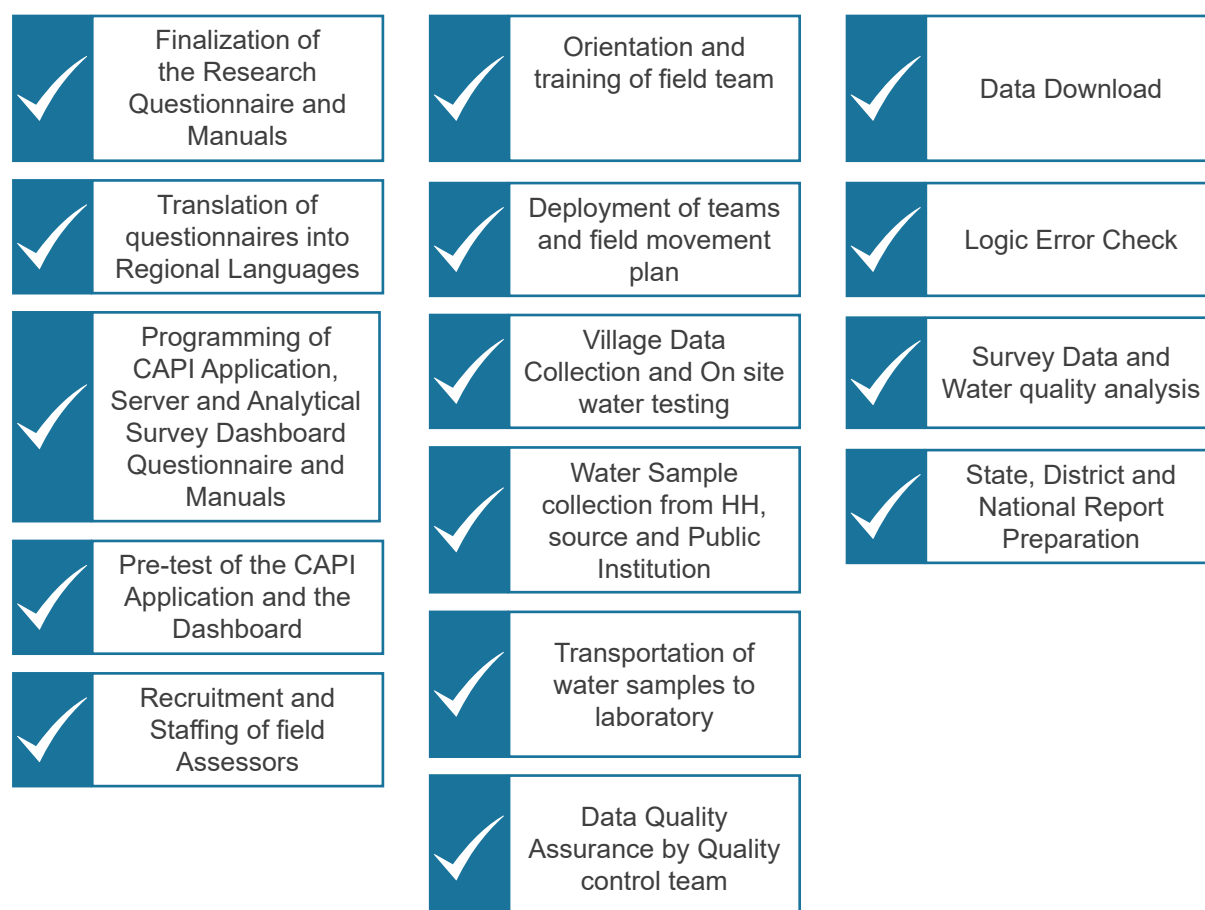 Finalization of
the Research
Questionnaire and
Manuals
Translation of
questionnaires into
Regional Languages
Programming of
CAPI Application,
Server and Analytical
Survey Dashboard
Questionnaire and
Manuals
Pre-test of the CAPI
Application and the
Dashboard
Recruitment and
Staffing of field
Assessors
Orientation and
training of field team
Deployment of teams
and field movement
plan
Village Data
Collection and On site
water testing
Water Sample
collection from HH,
source and Public
Institution
Transportation of
water samples to
laboratory
Data Quality
Assurance by Quality
control team
Data Download
Logic Error Check
Survey Data and
Water quality analysis
State, District and
National Report
Preparation